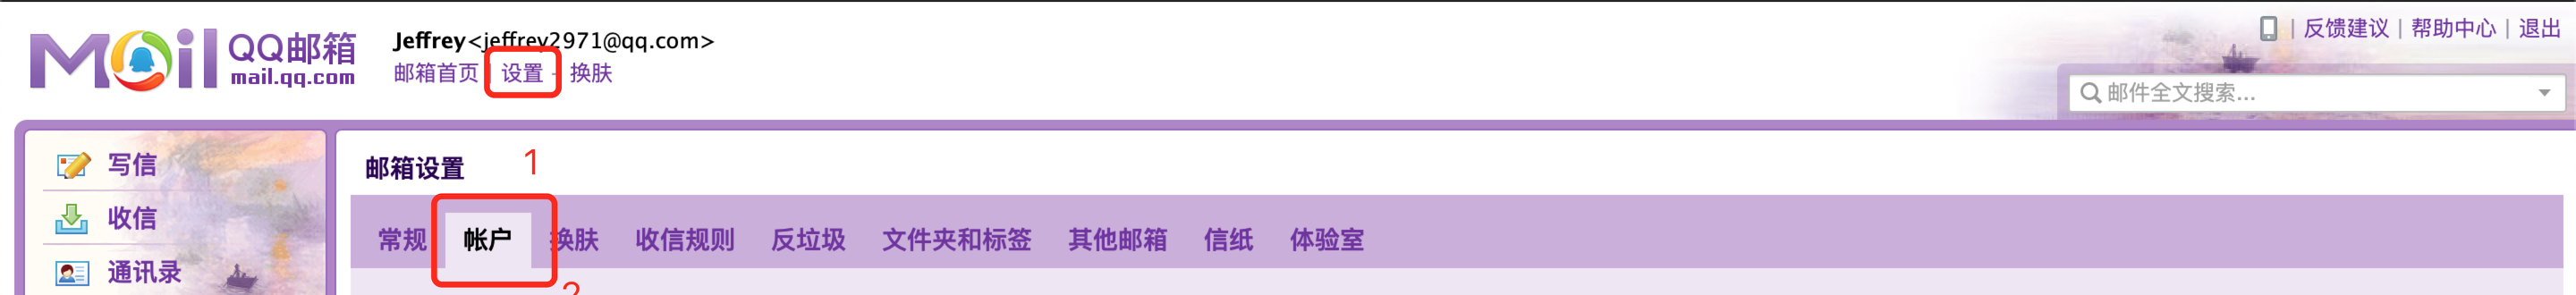 Mail QQ邮箱
mail.qq.com
Jeffrey<jeffrey2971@qq.com>
邮箱首页 | 设置 - 换肤
| 反馈建议 | 帮助中心 | 退出
邮件全文搜索...
写信
收信
通讯录
邮箱设置
1
常规 帐户 换肤 收信规则 反垃圾 文件夹和标签 其他邮箱 信纸 体验室
2